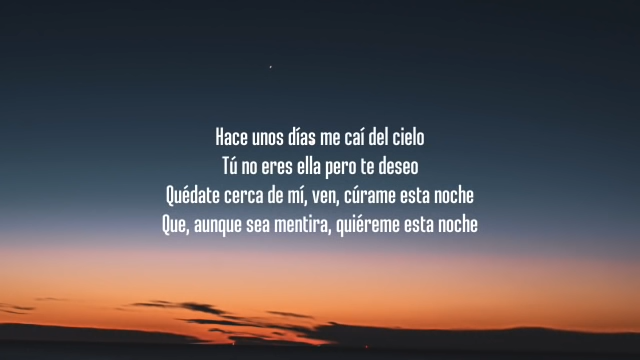 Hace unos días me caí del cielo
Tú no eres ella pero te deseo
Quédate cerca de mí, ven, cúrame esta noche
Que, aunque sea mentira, quiéreme esta noche